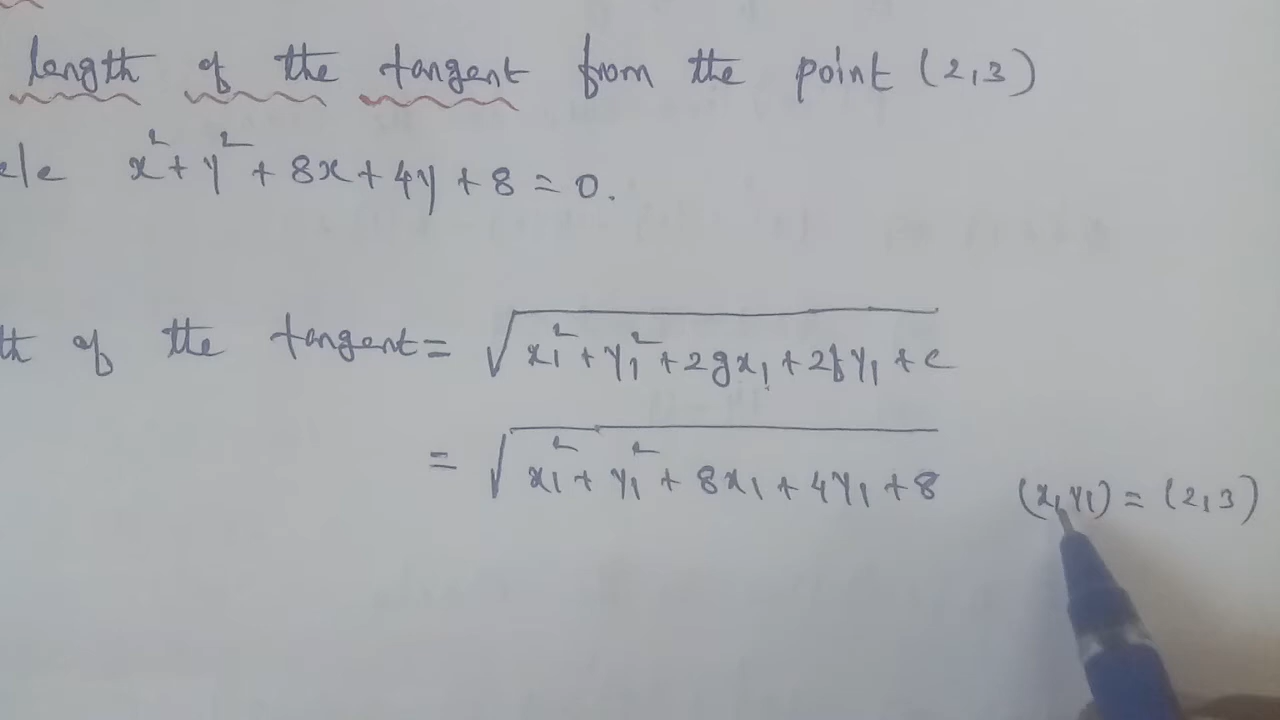 length of the tangent from the point (2,3)
cle x² + y² + 8x + 4y + 8 = 0.
th of the tangent = √(x₁² + y₁² + 2gx₁ + 2fy₁ + c)
= √(x₁² + y₁² + 8x₁ + 4y₁ + 8) (x₁,y₁) = (2,3)